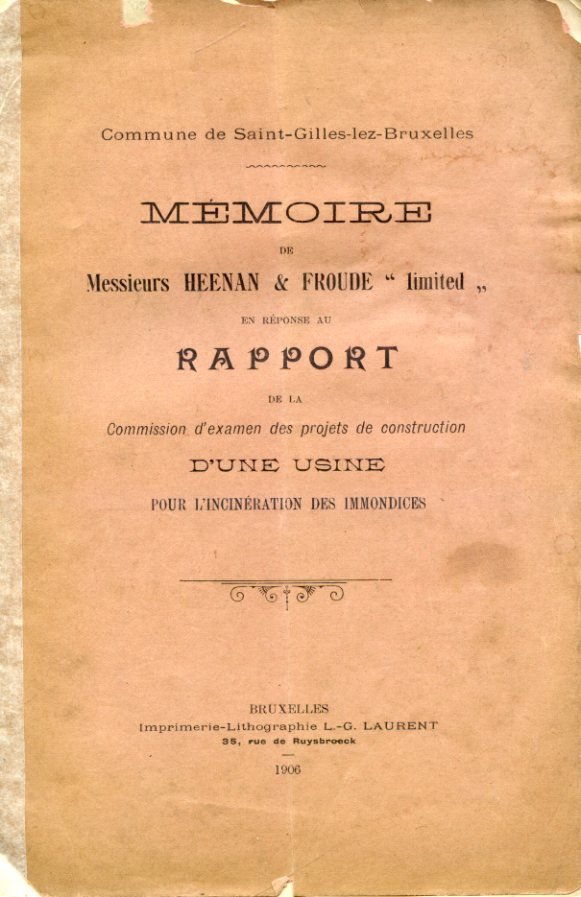 Commune de Saint-Gilles-lez-Bruxelles
MÉMOIRE
DE
Messieurs HEENAN & FROUDE “ limited „
EN RÉPONSE AU
RAPPORT
DE LA
Commission d'examen des projets de construction
D'UNE USINE
POUR L'INCINÉRATION DES IMMONDICES
BRUXELLES
Imprimerie-Lithographie L.-G. LAURENT
35, rue de Ruysbroeck
1906